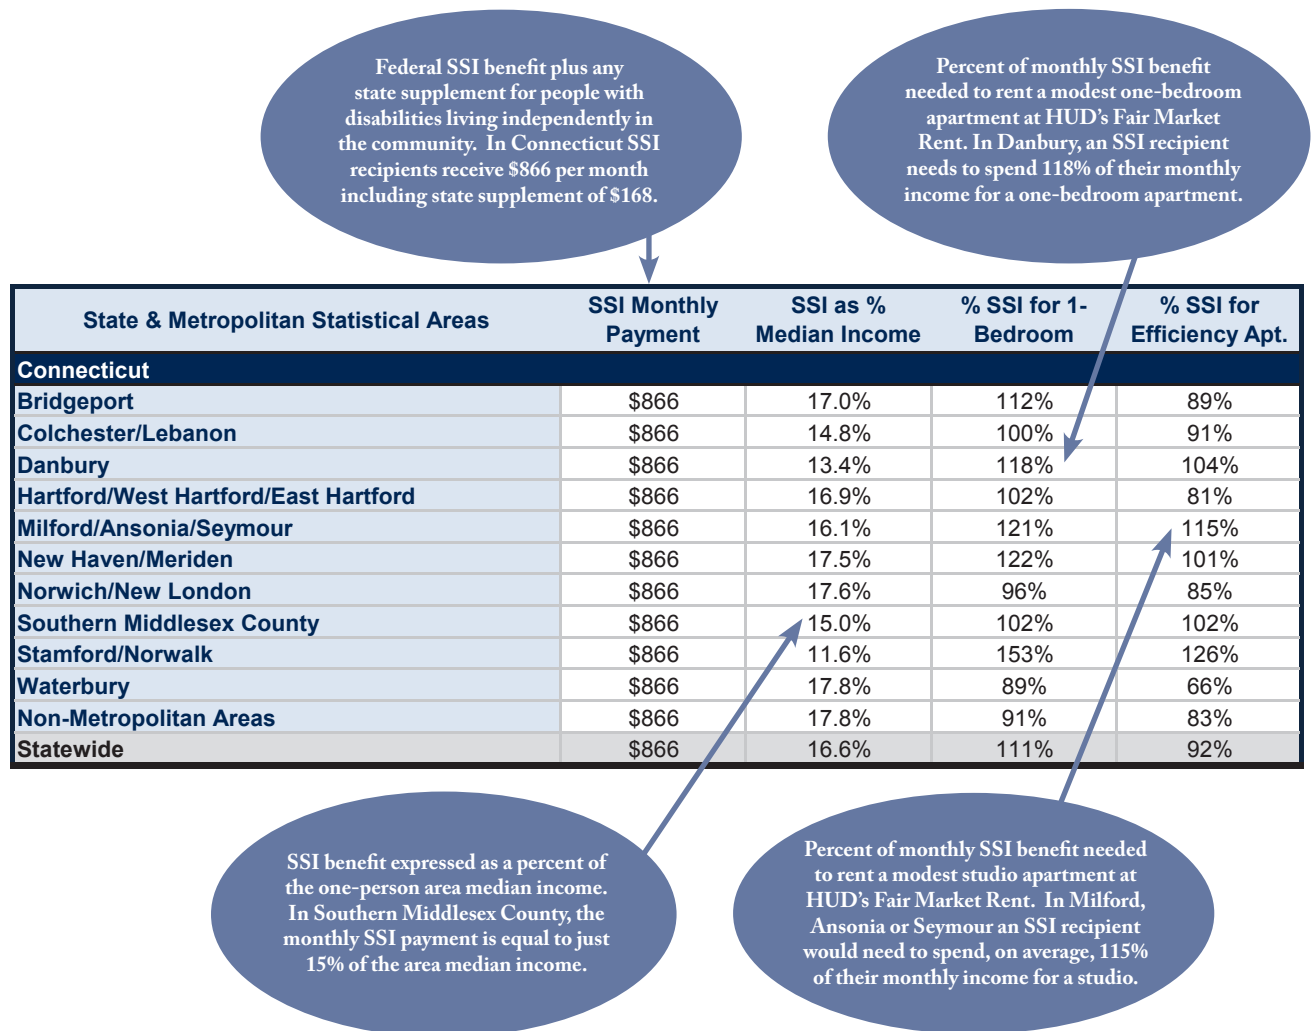 Federal SSI benefit plus any
state supplement for people with
disabilities living independently in
the community. In Connecticut SSI
recipients receive $866 per month
including state supplement of $168.
Percent of monthly SSI benefit
needed to rent a modest one-bedroom
apartment at HUD's Fair Market
Rent. In Danbury, an SSI recipient
needs to spend 118% of their monthly
income for a one-bedroom apartment.
State & Metropolitan Statistical Areas
SSI Monthly
Payment
SSI as %
Median Income
% SSI for 1-
Bedroom
% SSI for
Efficiency Apt.
Connecticut
Bridgeport $866 17.0% 112% 89%
Colchester/Lebanon $866 14.8% 100% 91%
Danbury $866 13.4% 118% 104%
Hartford/West Hartford/East Hartford $866 16.9% 102% 81%
Milford/Ansonia/Seymour $866 16.1% 121% 115%
New Haven/Meriden $866 17.5% 122% 101%
Norwich/New London $866 17.6% 96% 85%
Southern Middlesex County $866 15.0% 102% 102%
Stamford/Norwalk $866 11.6% 153% 126%
Waterbury $866 17.8% 89% 66%
Non-Metropolitan Areas $866 17.8% 91% 83%
Statewide $866 16.6% 111% 92%
SSI benefit expressed as a percent of
the one-person area median income.
In Southern Middlesex County, the
monthly SSI payment is equal to just
15% of the area median income.
Percent of monthly SSI benefit needed
to rent a modest studio apartment at
HUD's Fair Market Rent. In Milford,
Ansonia or Seymour an SSI recipient
would need to spend, on average, 115%
of their monthly income for a studio.